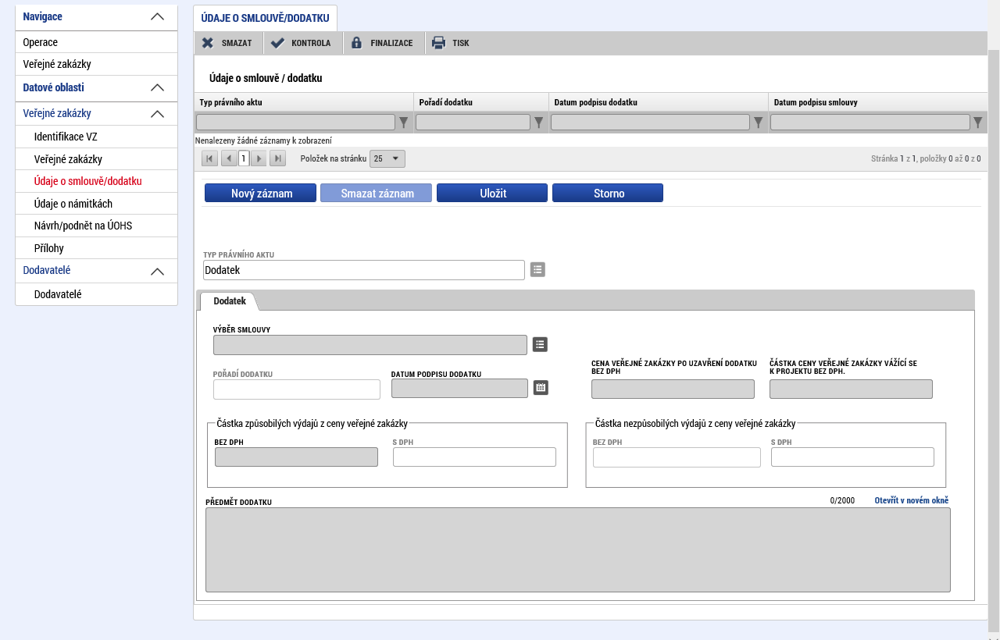 Navigace
Operace
Veřejné zakázky
Datové oblasti
Veřejné zakázky
Identifikace VZ
Veřejné zakázky
Údaje o smlouvě/dodatku
Údaje o námitkách
Návrh/podnět na ÚOHS
Přílohy
Dodavatelé
Dodavatelé
ÚDAJE O SMLOUVĚ/DODATKU
SMAZAT KONTROLA FINALIZACE TISK
Údaje o smlouvě / dodatku
Typ právního aktu Pořadí dodatku Datum podpisu dodatku Datum podpisu smlouvy
Nenalezeny žádné záznamy k zobrazení
1 Položek na stránku 25 Stránka 1 z 1, položky 0 až 0 z 0
Nový záznam Smazat záznam Uložit Storno
TYP PRÁVNÍHO AKTU
Dodatek
Dodatek
VÝBĚR SMLOUVY
POŘADÍ DODATKU DATUM PODPISU DODATKU
CENA VEŘEJNÉ ZAKÁZKY PO UZAVŘENÍ DODATKU
BEZ DPH
ČÁSTKA CENY VEŘEJNÉ ZAKÁZKY VÁŽÍCÍ SE
K PROJEKTU BEZ DPH.
Částka způsobilých výdajů z ceny veřejné zakázky
BEZ DPH S DPH
Částka nezpůsobilých výdajů z ceny veřejné zakázky
BEZ DPH S DPH
PŘEDMĚT DODATKU 0/2000 Otevřít v novém okně